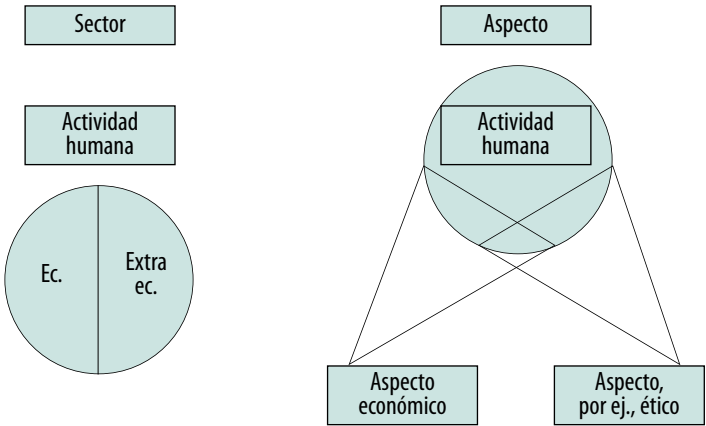 Sector
Actividad
humana
Ec.
Extra
ec.
Aspecto
Actividad
humana
Aspecto
económico
Aspecto,
por ej., ético